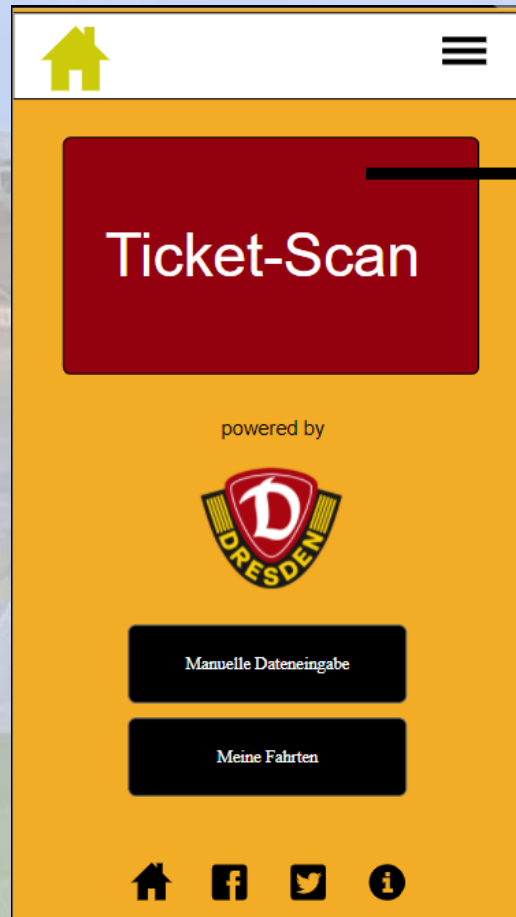 Ticket-Scan
powered by
D
DRESDEN
Manuelle Dateneingabe
Meine Fahrten